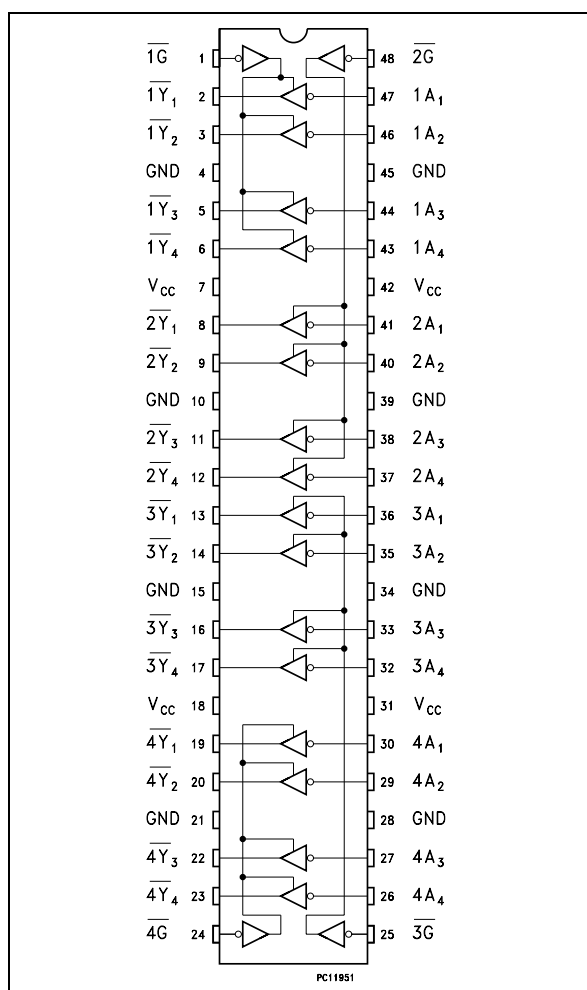 1G 1 48 2G
1Y1 2 47 1A1
1Y2 3 46 1A2
GND 4 45 GND
1Y3 5 44 1A3
1Y4 6 43 1A4
VCC 7 42 VCC
2Y1 8 41 2A1
2Y2 9 40 2A2
GND 10 39 GND
2Y3 11 38 2A3
2Y4 12 37 2A4
3Y1 13 36 3A1
3Y2 14 35 3A2
GND 15 34 GND
3Y3 16 33 3A3
3Y4 17 32 3A4
VCC 18 31 VCC
4Y1 19 30 4A1
4Y2 20 29 4A2
GND 21 28 GND
4Y3 22 27 4A3
4Y4 23 26 4A4
4G 24 25 3G
PC11951